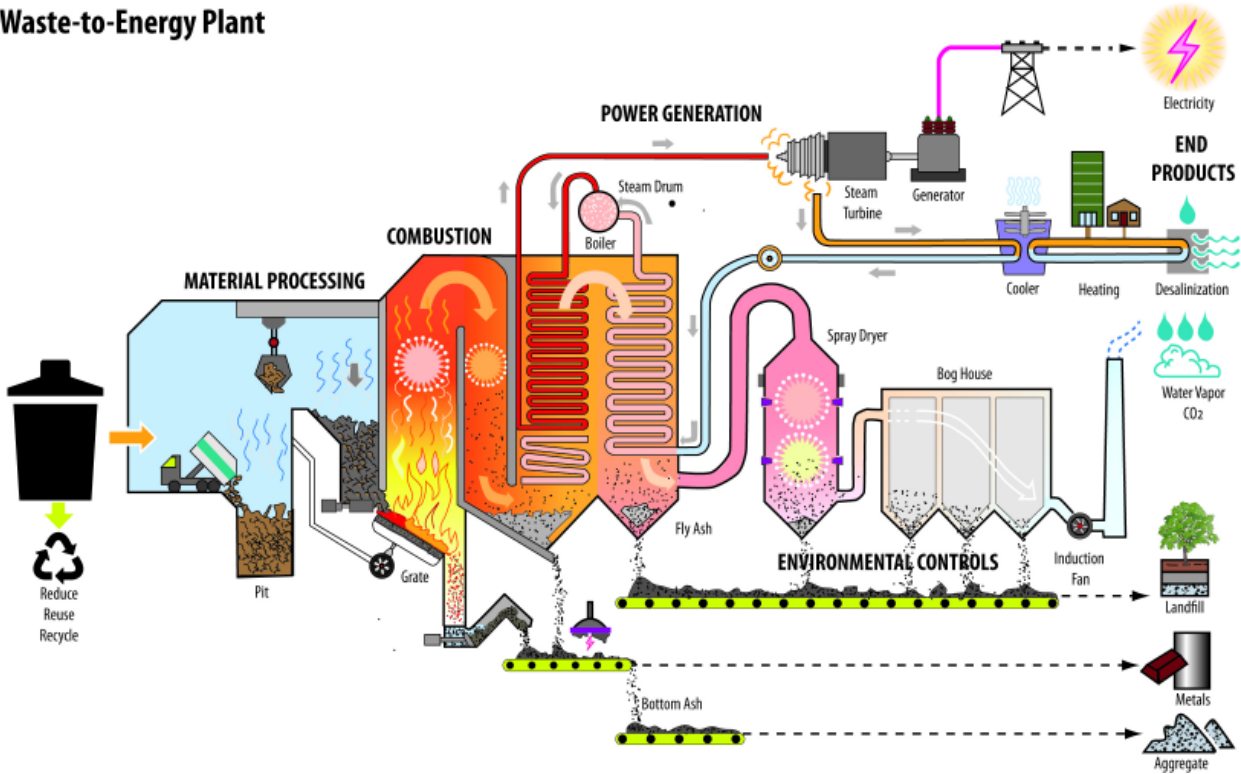 Waste-to-Energy Plant
Electricity
POWER GENERATION
END
PRODUCTS
Steam Drum
Steam
Turbine
Generator
Boiler
COMBUSTION
MATERIAL PROCESSING
Cooler
Heating
Desalinization
Spray Dryer
Bog House
Water Vapor
CO2
Fly Ash
ENVIRONMENTAL CONTROLS
Induction
Fan
Grate
Pit
Reduce
Reuse
Recycle
Landfill
Metals
Bottom Ash
Aggregate